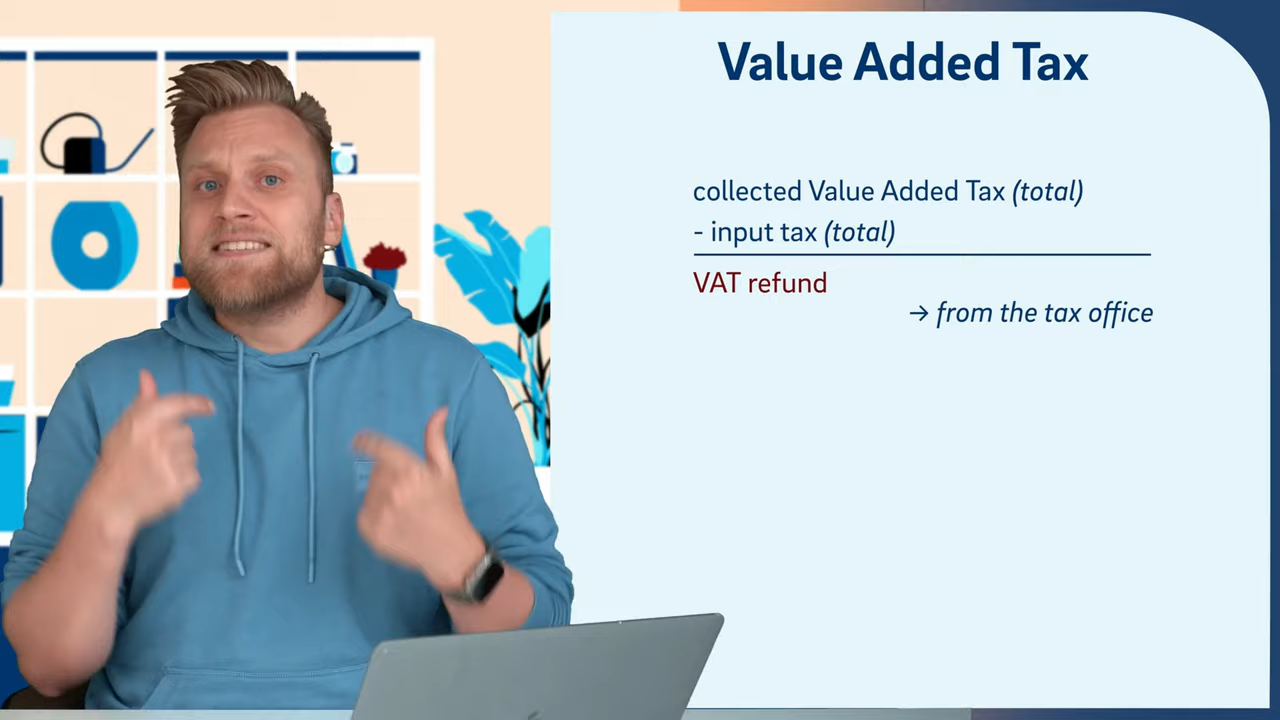 Value Added Tax
collected Value Added Tax (total)
- input tax (total)
VAT refund
→ from the tax office